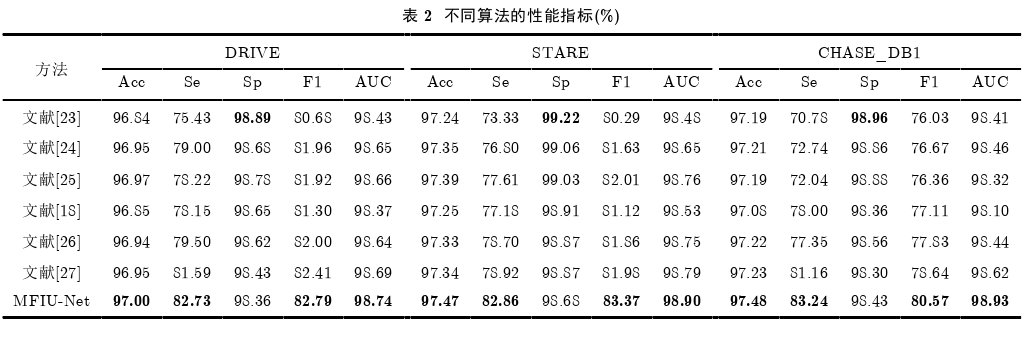 表 2 不同算法的性能指标(%)
方法 DRIVE STARE CHASE_DB1
Acc Se Sp F1 AUC Acc Se Sp F1 AUC Acc Se Sp F1 AUC
文献[23] 96.84 75.43 98.89 80.68 98.43 97.24 73.33 99.22 80.29 98.48 97.19 70.78 98.96 76.03 98.41
文献[24] 96.95 79.00 98.68 81.96 98.65 97.35 76.80 99.06 81.63 98.65 97.21 72.74 98.86 76.67 98.46
文献[25] 96.97 78.22 98.78 81.92 98.66 97.39 77.61 99.03 82.01 98.76 97.19 72.04 98.88 76.36 98.32
文献[18] 96.85 78.15 98.65 81.30 98.37 97.25 77.18 98.91 81.12 98.53 97.08 78.00 98.36 77.11 98.10
文献[26] 96.94 79.50 98.62 82.00 98.64 97.33 78.70 98.87 81.86 98.75 97.22 77.35 98.56 77.83 98.44
文献[27] 96.95 81.59 98.43 82.41 98.69 97.34 78.92 98.87 81.98 98.79 97.23 81.16 98.30 78.64 98.62
MFIU-Net 97.00 82.73 98.36 82.79 98.74 97.47 82.86 98.68 83.37 98.90 97.48 83.24 98.43 80.57 98.93